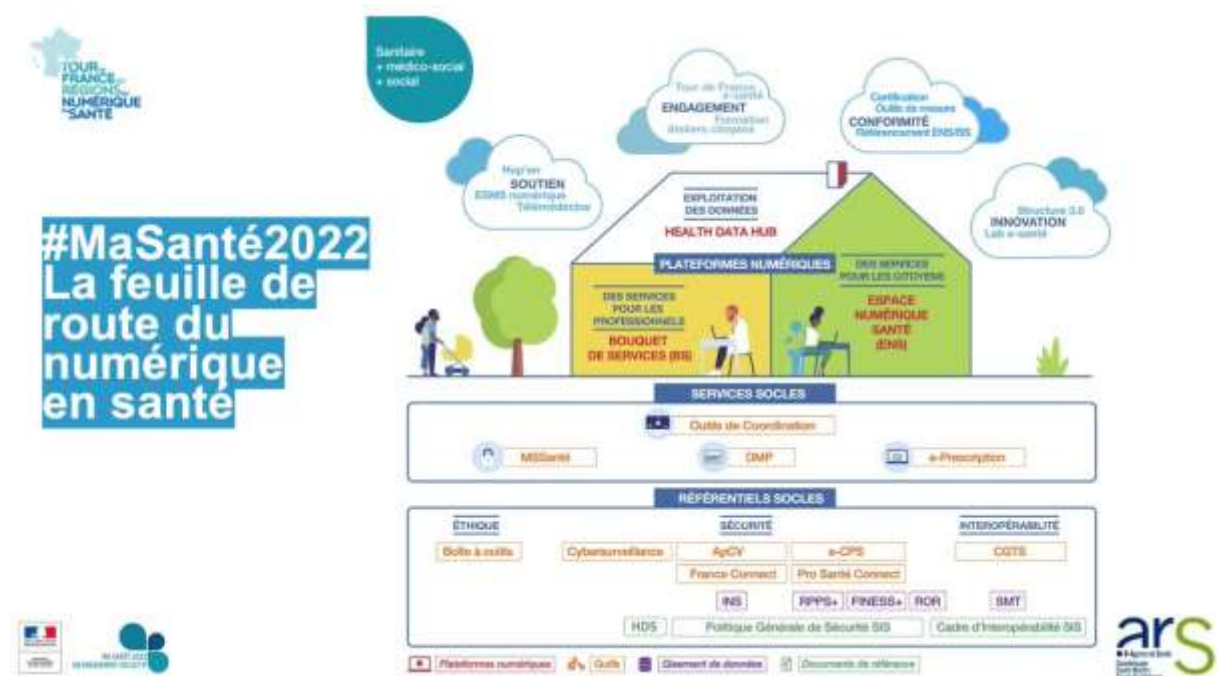 TOUR DE
FRANCE DES
RÉGIONS DU
NUMÉRIQUE
EN SANTÉ
Sanitaire
+ médico-social
+ social
#MaSanté2022
La feuille de
route du
numérique
en santé
Hop'en
SOUTIEN
ESMS numérique
Télémédecine
Tour de France
e-santé
ENGAGEMENT
Formation
Ateliers citoyens
Certification
Outils de mesure
CONFORMITÉ
Référencement ENS/BS
Structure 3.0
INNOVATION
Lab e-santé
EXPLOITATION
DES DONNÉES
HEALTH DATA HUB
PLATEFORMES NUMÉRIQUES
DES SERVICES
POUR LES
PROFESSIONNELS
BOUQUET
DE SERVICES (BS)
DES SERVICES
POUR LES CITOYENS
ESPACE
NUMÉRIQUE
SANTÉ
(ENS)
SERVICES SOCLES
Outils de Coordination
MSSanté
DMP
e-Prescription
RÉFÉRENTIELS SOCLES
ÉTHIQUE
SÉCURITÉ
INTEROPÉRABILITÉ
Boîte à outils
Cybersurveillance
ApCV
e-CPS
CGTS
France Connect
Pro Santé Connect
INS
RPPS+
FINESS+
ROR
SMT
HDS
Politique Générale de Sécurité SIS
Cadre d'Interopérabilité SIS
Plateformes numériques
Outils
Gisement de données
Documents de référence
ars